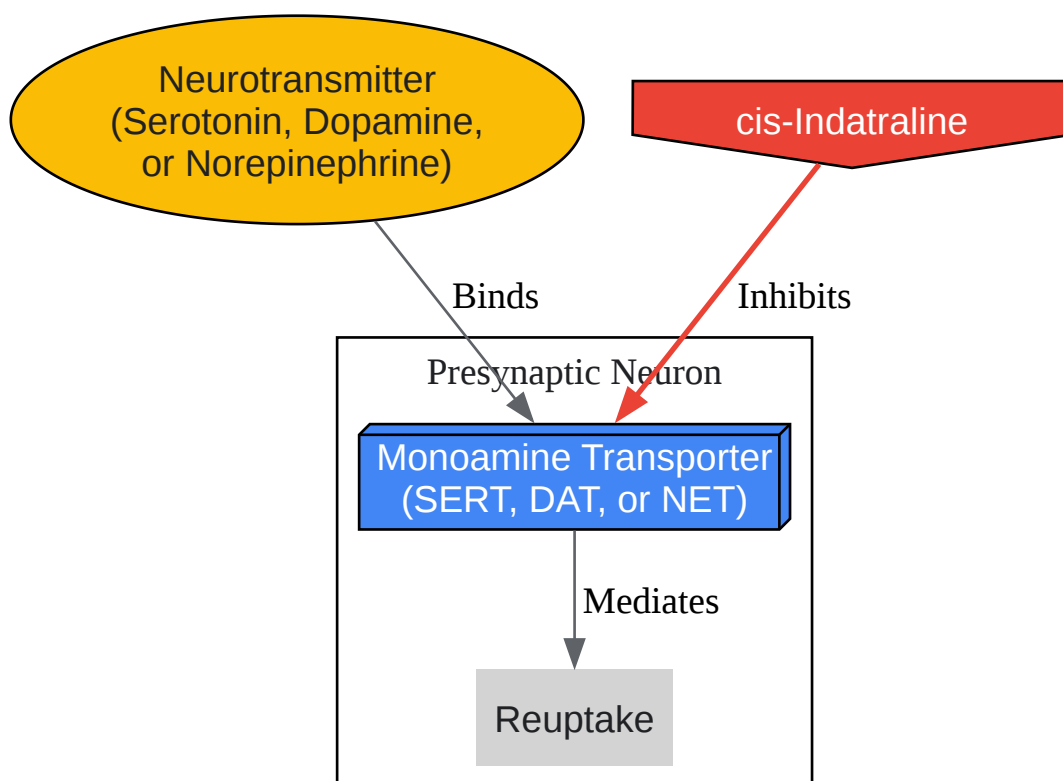 Neurotransmitter
(Serotonin, Dopamine,
or Norepinephrine)
cis-Indatraline
Binds
Inhibits
Presynaptic Neuron
Monoamine Transporter
(SERT, DAT, or NET)
Mediates
Reuptake